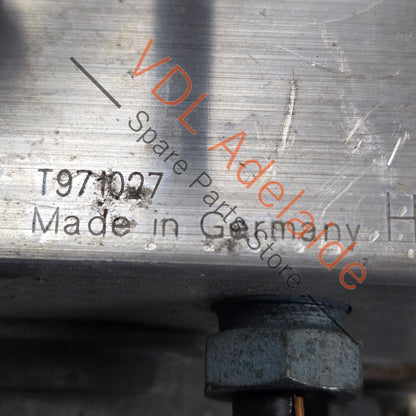 VDL Adelaide
Spare Parts Store
T971027
Made in Germany H